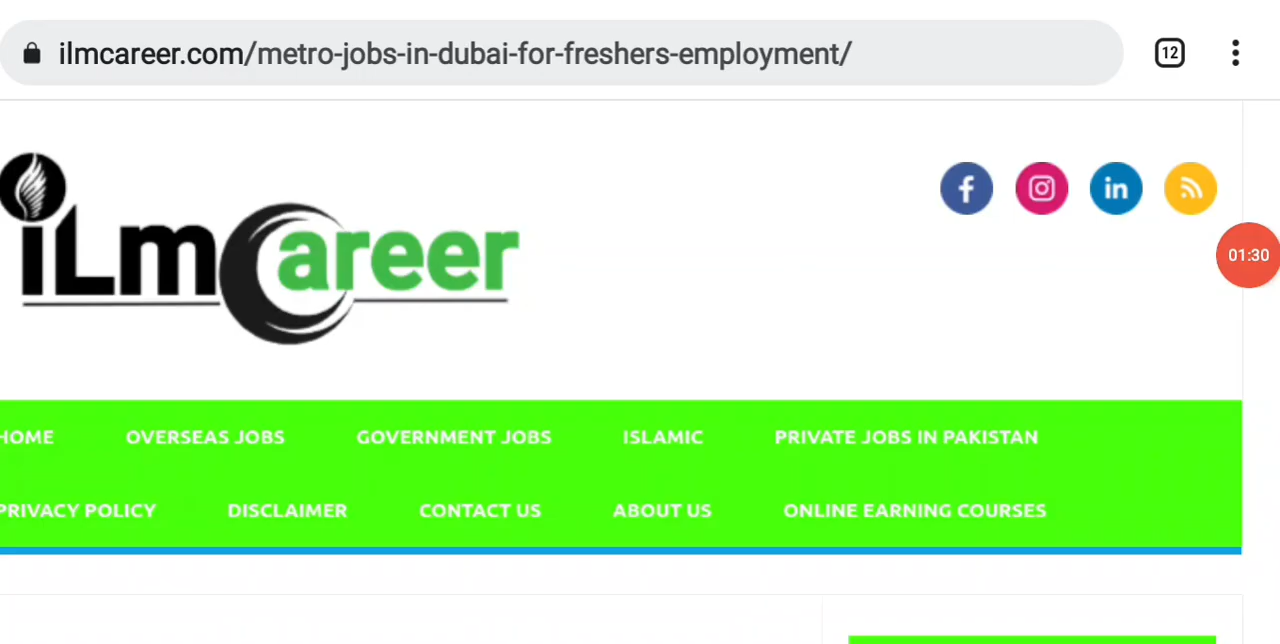 ilmcareer.com/metro-jobs-in-dubai-for-freshers-employment/
12
iLmCareer
01:30
HOME OVERSEAS JOBS GOVERNMENT JOBS ISLAMIC PRIVATE JOBS IN PAKISTAN
PRIVACY POLICY DISCLAIMER CONTACT US ABOUT US ONLINE EARNING COURSES